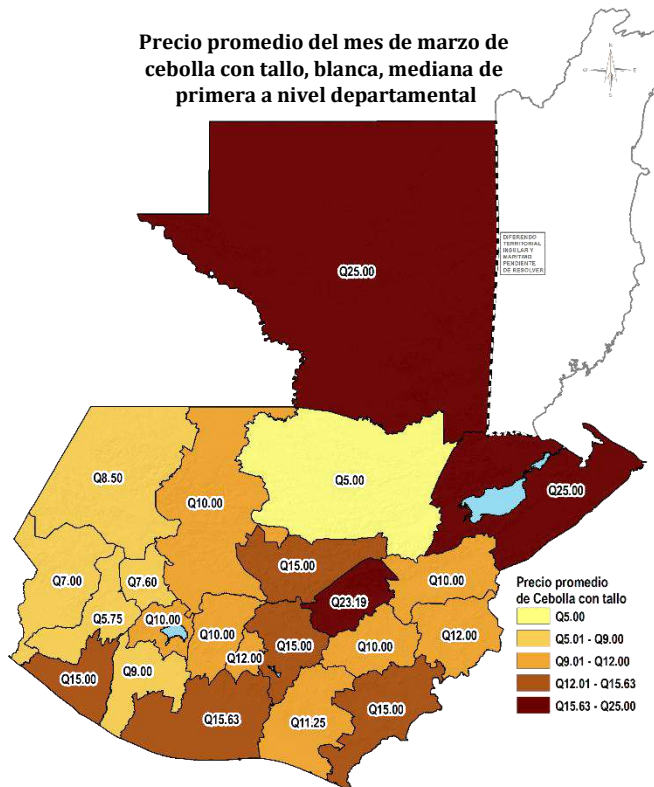 Precio promedio del mes de marzo de
cebolla con tallo, blanca, mediana de
primera a nivel departamental
N
O
E
S
DIFERENDO
TERRITORIAL
INSULAR Y
MARÍTIMO
PENDIENTE
DE RESOLVER
Q25.00
Q8.50
Q10.00
Q5.00
Q25.00
Q7.00
Q7.60
Q15.00
Q10.00
Q23.19
Q5.75
Q10.00
Q10.00
Q15.00
Q10.00
Q12.00
Q12.00
Q15.00
Q9.00
Q15.63
Q11.25
Q15.00
Precio promedio
de Cebolla con tallo
Q5.00
Q5.01 - Q9.00
Q9.01 - Q12.00
Q12.01 - Q15.63
Q15.63 - Q25.00